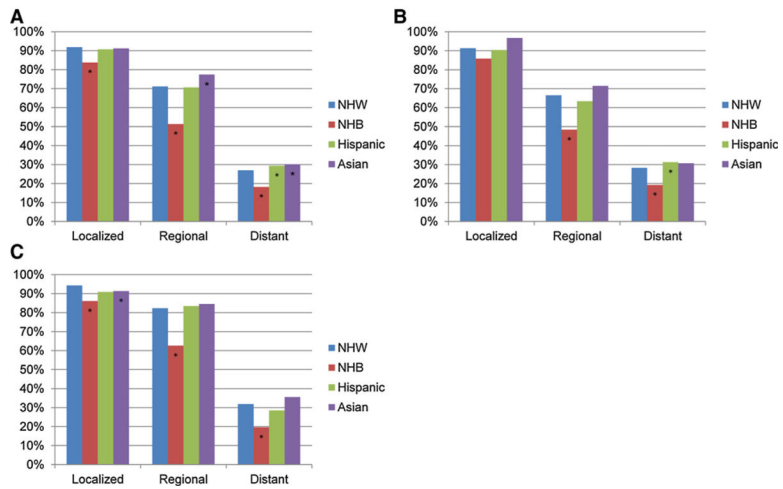 A
100%
90%
80%
70%
60%
50%
40%
30%
20%
10%
0%
Localized Regional Distant
NHW
NHB
Hispanic
Asian
* * * * * *
B
100%
90%
80%
70%
60%
50%
40%
30%
20%
10%
0%
Localized Regional Distant
NHW
NHB
Hispanic
Asian
* * *
C
100%
90%
80%
70%
60%
50%
40%
30%
20%
10%
0%
Localized Regional Distant
NHW
NHB
Hispanic
Asian
* * * *